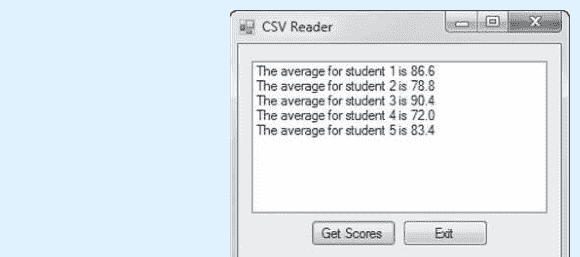 CSV Reader
The average for student 1 is 86.6
The average for student 2 is 78.8
The average for student 3 is 90.4
The average for student 4 is 72.0
The average for student 5 is 83.4
Get Scores
Exit